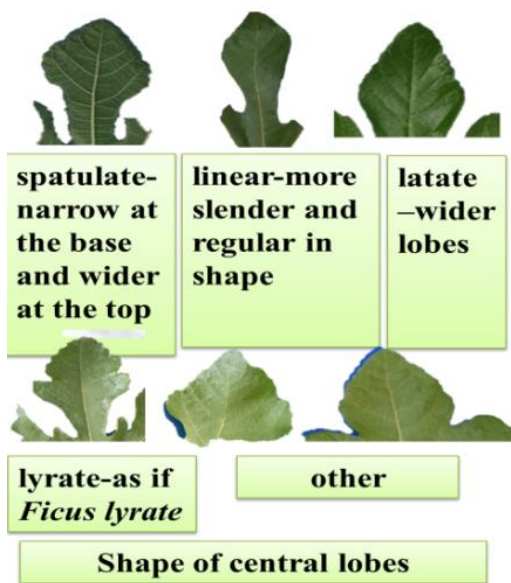 spatulate-
narrow at
the base
and wider
at the top
linear-more
slender and
regular in
shape
latate
–wider
lobes
lyrate-as if
Ficus lyrate
other
Shape of central lobes